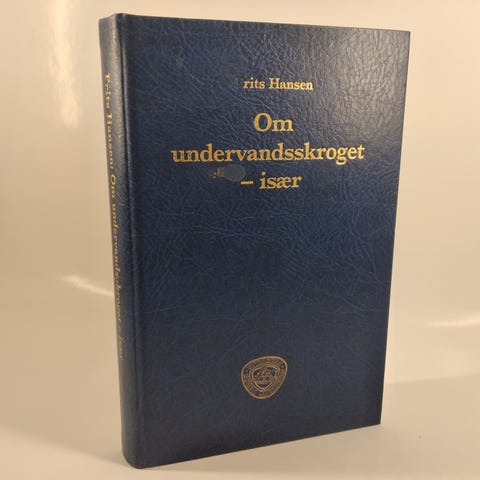 rits Hansen
Om
undervandsskroget
– især
Frits Hansen: Om undervandsskroget – især